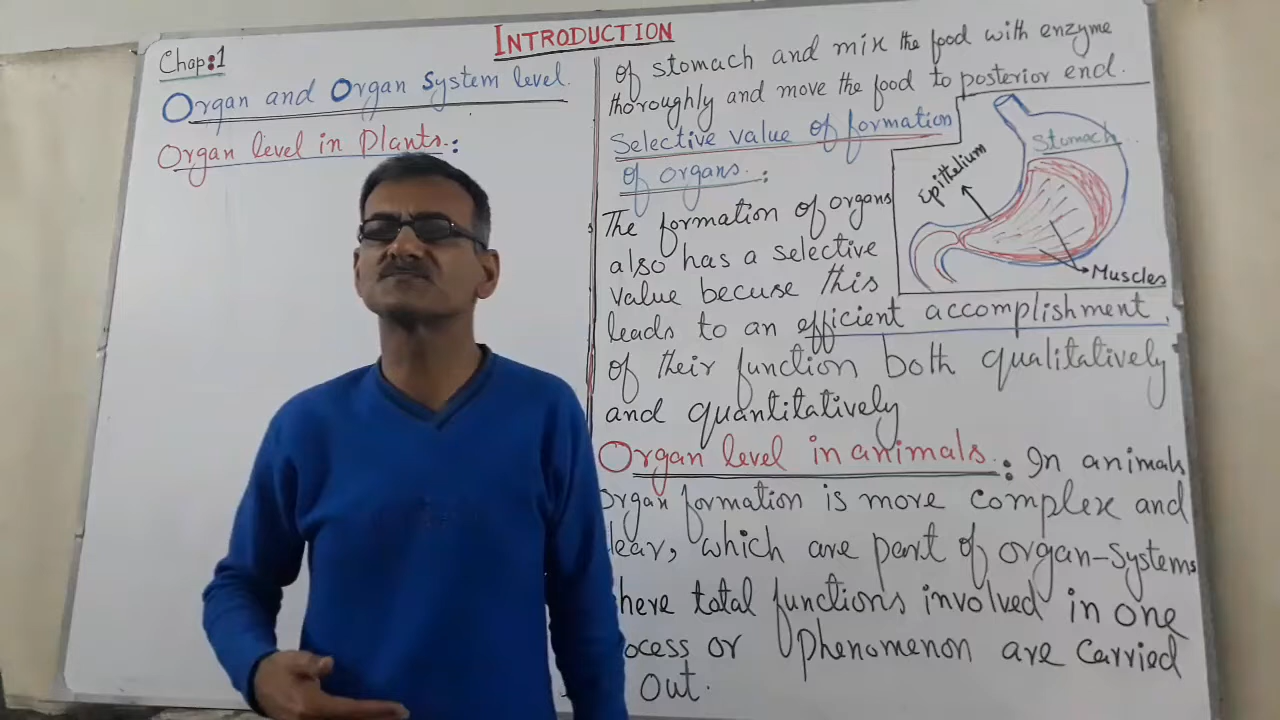 INTRODUCTION
Chap:1
Organ and Organ System level.
Organ level in Plants.:
of stomach and mix the food with enzyme
thoroughly and move the food to posterior end.
Selective value of formation
of organs.:
The formation of organs
also has a selective
value becuse this
leads to an efficient accomplishment
of their function both qualitatively
and quantitatively
Organ level in animals.: In animals
organ formation is more complex and
lear, which are part of organ-systems
here total functions involved in one
ocess or phenomenon are carried
out.
Stomach
Epithelium
Muscles